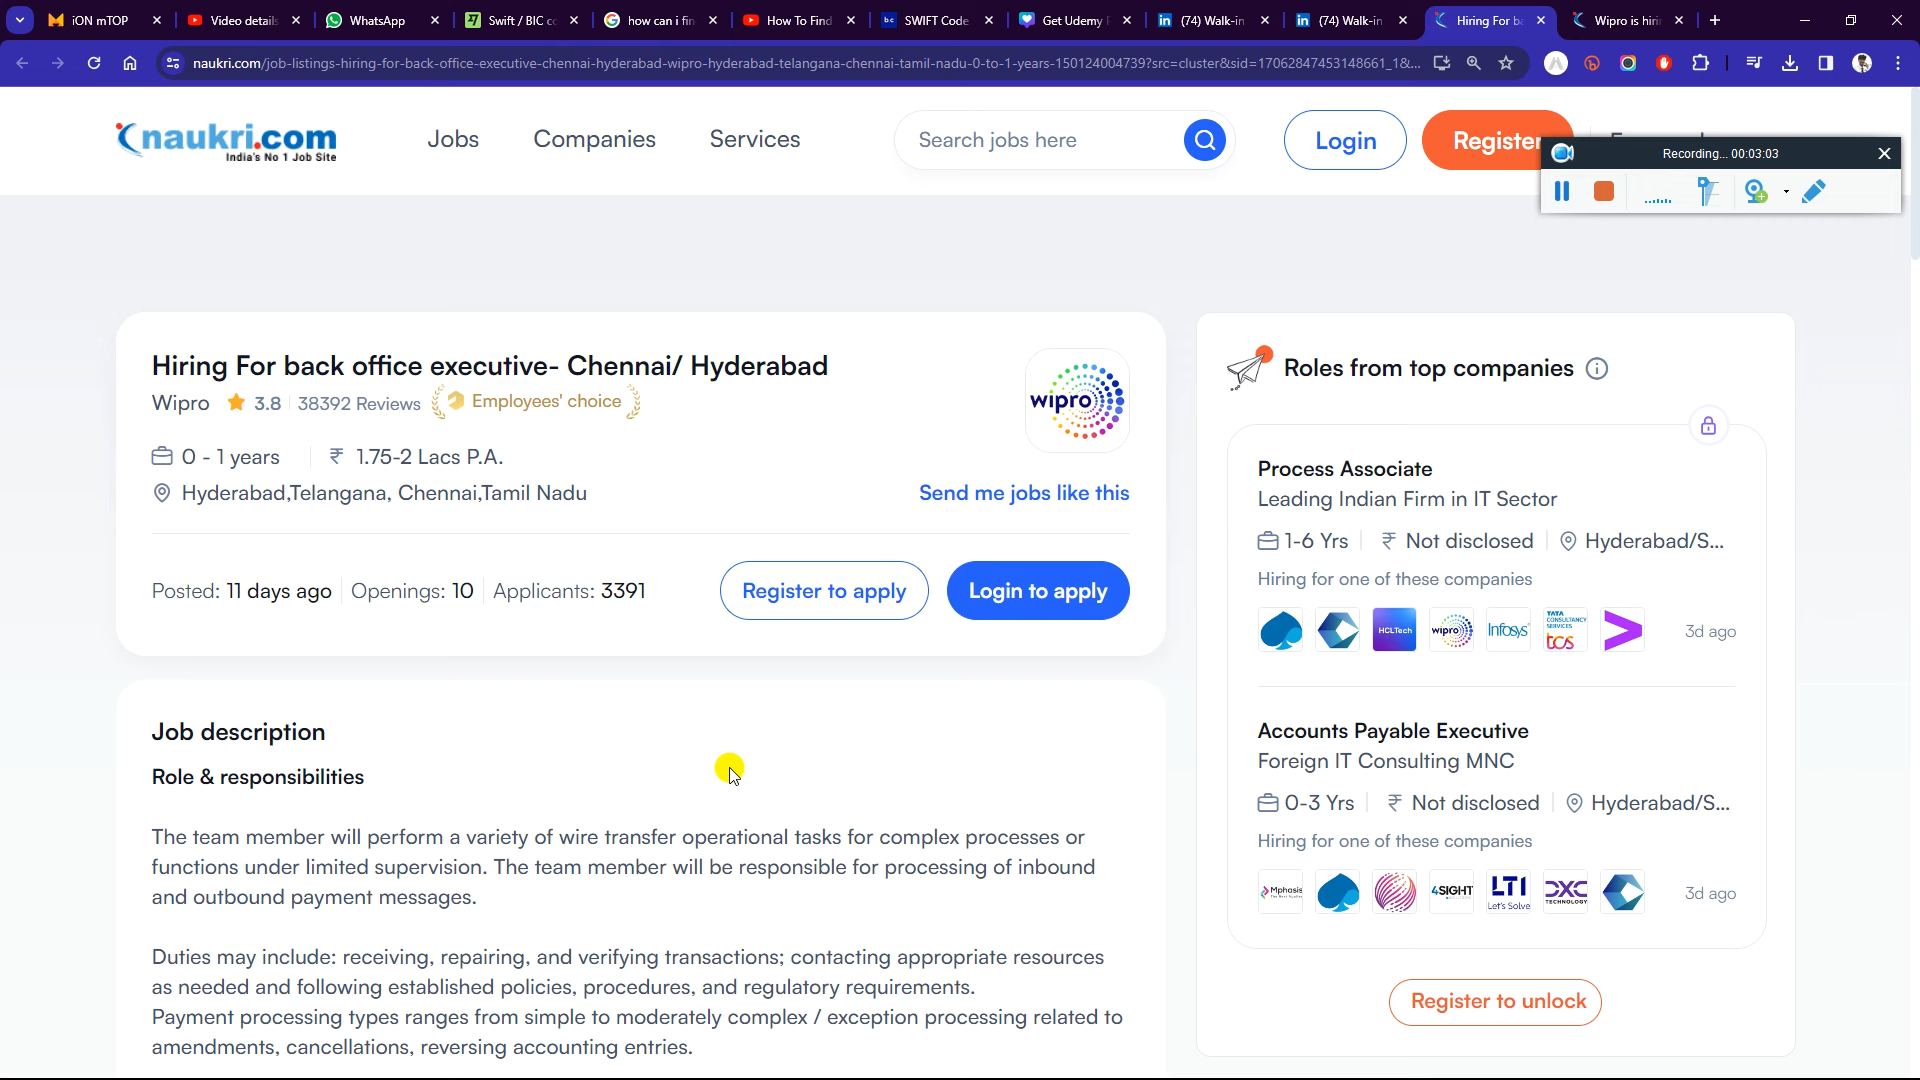 iON mTOP
Video details
WhatsApp
Swift / BIC co
how can i fin
How To Find
b.c
SWIFT Code
Get Udemy F
(74) Walk-in
(74) Walk-in
Hiring For ba
Wipro is hirin
naukri.com/job-listings-hiring-for-back-office-executive-chennai-hyderabad-wipro-hyderabad-telangana-chennai-tamil-nadu-0-to-1-years-150124004739?src=cluster&sid=17062847453148661_1&...
naukri.com
India's No 1 Job Site
Jobs
Companies
Services
Search jobs here
Login
Register
Recording... 00:03:03
Hiring For back office executive- Chennai/ Hyderabad
Wipro
3.8
38392 Reviews
Employees' choice
wipro
0 - 1 years
₹ 1.75-2 Lacs P.A.
Hyderabad,Telangana, Chennai,Tamil Nadu
Send me jobs like this
Posted: 11 days ago
Openings: 10
Applicants: 3391
Register to apply
Login to apply
Job description
Role & responsibilities
The team member will perform a variety of wire transfer operational tasks for complex processes or
functions under limited supervision. The team member will be responsible for processing of inbound
and outbound payment messages.
Duties may include: receiving, repairing, and verifying transactions; contacting appropriate resources
as needed and following established policies, procedures, and regulatory requirements.
Payment processing types ranges from simple to moderately complex / exception processing related to
amendments, cancellations, reversing accounting entries.
Roles from top companies
Process Associate
Leading Indian Firm in IT Sector
1-6 Yrs
₹ Not disclosed
Hyderabad/S...
Hiring for one of these companies
HCLTech
wipro
Infosys
TATA
CONSULTANCY
SERVICES
tcs
3d ago
Accounts Payable Executive
Foreign IT Consulting MNC
0-3 Yrs
₹ Not disclosed
Hyderabad/S...
Hiring for one of these companies
Mphasis
4SIGHT
LTI
Let's Solve
DXC
TECHNOLOGY
3d ago
Register to unlock